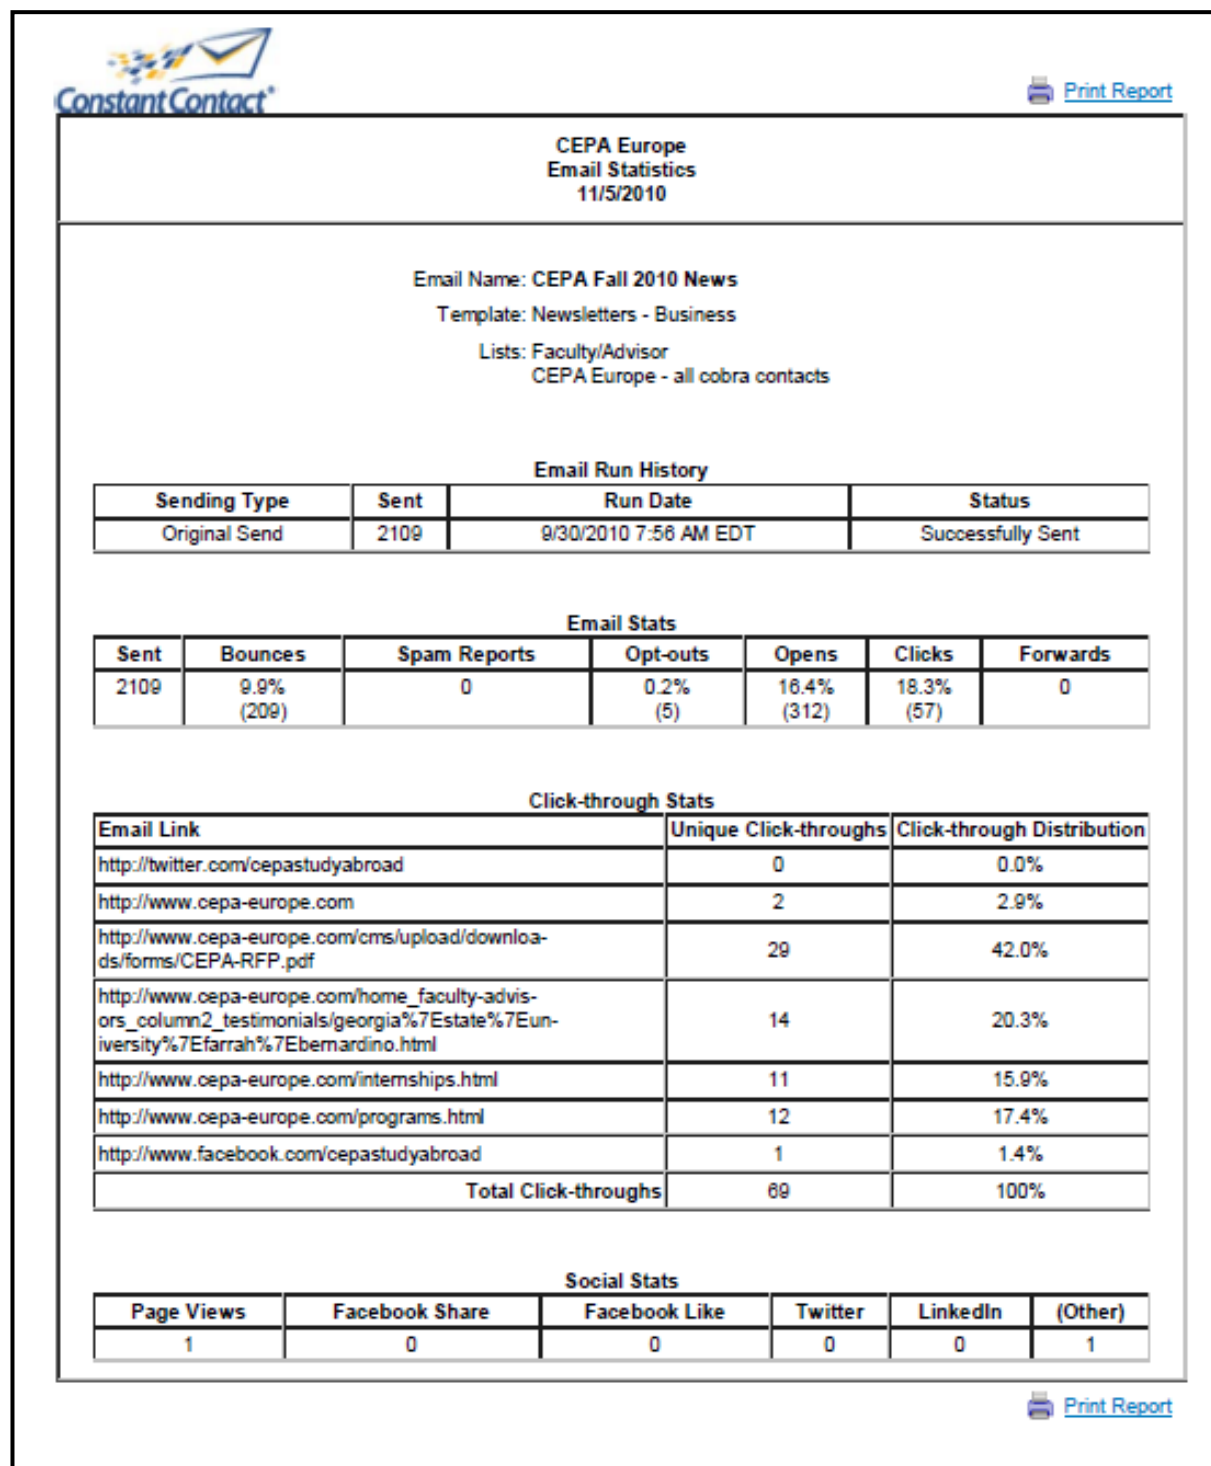 ConstantContact®
Print Report
CEPA Europe
Email Statistics
11/5/2010
Email Name: CEPA Fall 2010 News
Template: Newsletters - Business
Lists: Faculty/Advisor
CEPA Europe - all cobra contacts
Email Run History
Sending Type Sent Run Date Status
Original Send 2109 9/30/2010 7:56 AM EDT Successfully Sent
Email Stats
Sent Bounces Spam Reports Opt-outs Opens Clicks Forwards
2109 9.9% 0 0.2% 16.4% 18.3% 0
(209) (5) (312) (57)
Click-through Stats
Email Link Unique Click-throughs Click-through Distribution
http://twitter.com/cepastudyabroad 0 0.0%
http://www.cepa-europe.com 2 2.9%
http://www.cepa-europe.com/cms/upload/downloa-
ds/forms/CEPA-RFP.pdf 29 42.0%
http://www.cepa-europe.com/home_faculty-advis-
ors_column2_testimonials/georgia%7Estate%7Eun- 14 20.3%
iversity%7Efarrah%7Ebernardino.html
http://www.cepa-europe.com/internships.html 11 15.9%
http://www.cepa-europe.com/programs.html 12 17.4%
http://www.facebook.com/cepastudyabroad 1 1.4%
Total Click-throughs 69 100%
Social Stats
Page Views Facebook Share Facebook Like Twitter LinkedIn (Other)
1 0 0 0 0 1
Print Report